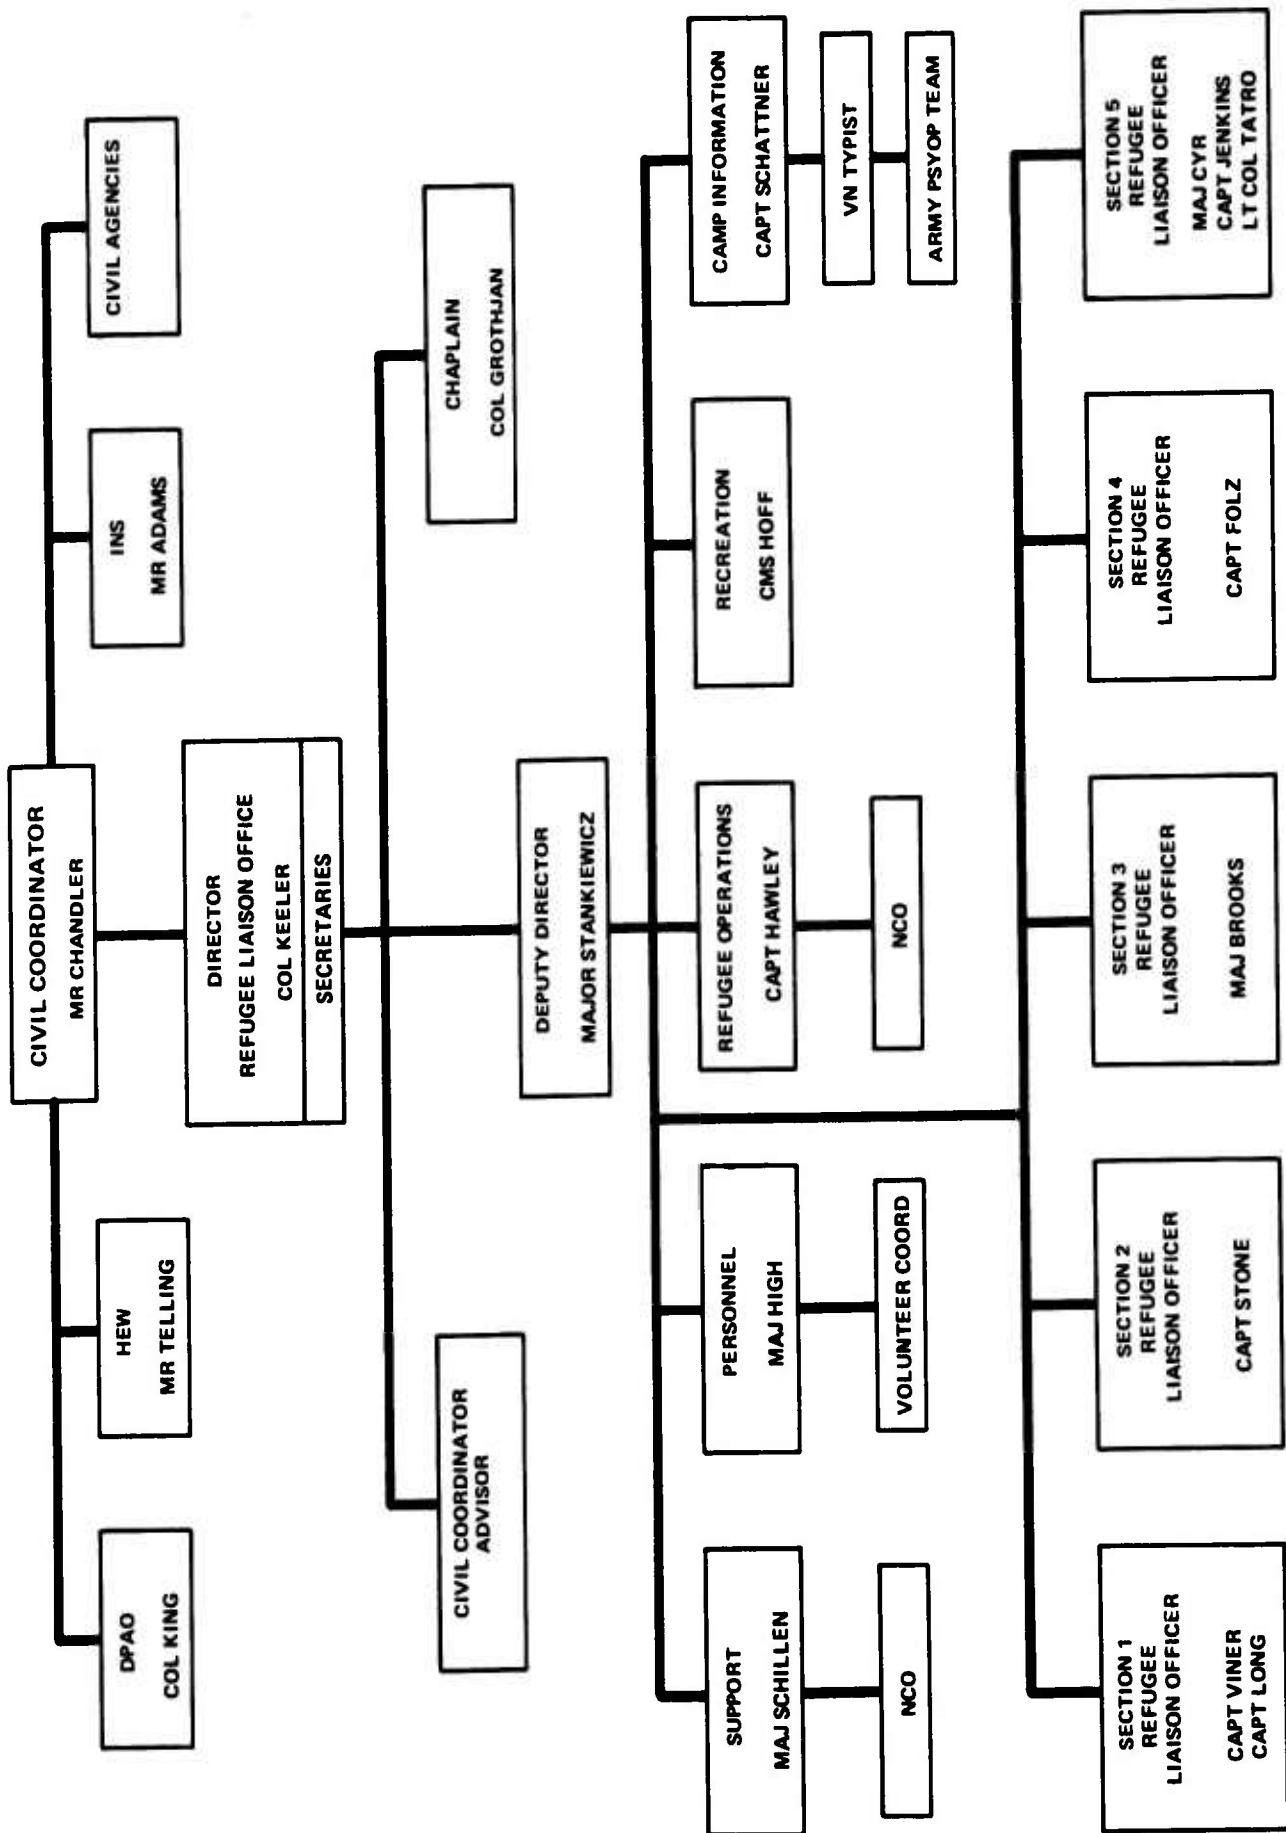 CIVIL COORDINATOR
MR CHANDLER
DPAO
COL KING
HEW
MR TELLING
INS
MR ADAMS
CIVIL AGENCIES
DIRECTOR
REFUGEE LIAISON OFFICE
COL KEELER
SECRETARIES
CIVIL COORDINATOR
ADVISOR
CHAPLAIN
COL GROTHJAN
DEPUTY DIRECTOR
MAJOR STANKIEWICZ
SUPPORT
MAJ SCHILLEN
NCO
PERSONNEL
MAJ HIGH
VOLUNTEER COORD
REFUGEE OPERATIONS
CAPT HAWLEY
NCO
RECREATION
CMS HOFF
CAMP INFORMATION
CAPT SCHATTNER
VN TYPIST
ARMY PSYOP TEAM
SECTION 1
REFUGEE
LIAISON OFFICER
CAPT VINER
CAPT LONG
SECTION 2
REFUGEE
LIAISON OFFICER
CAPT STONE
SECTION 3
REFUGEE
LIAISON OFFICER
MAJ BROOKS
SECTION 4
REFUGEE
LIAISON OFFICER
CAPT FOLZ
SECTION 5
REFUGEE
LIAISON OFFICER
MAJ CYR
CAPT JENKINS
LT COL TATRO